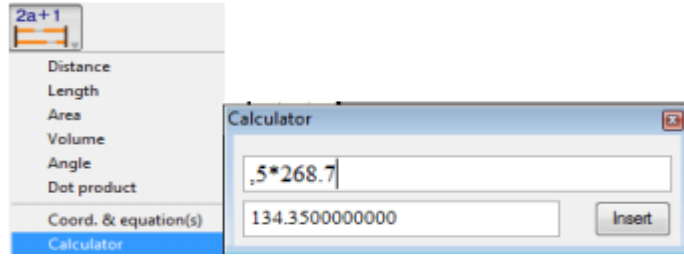 2a+1
Distance
Length
Area
Volume
Angle
Dot product
Coord. & equation(s)
Calculator
Calculator
,5*268.7
134.3500000000
Insert